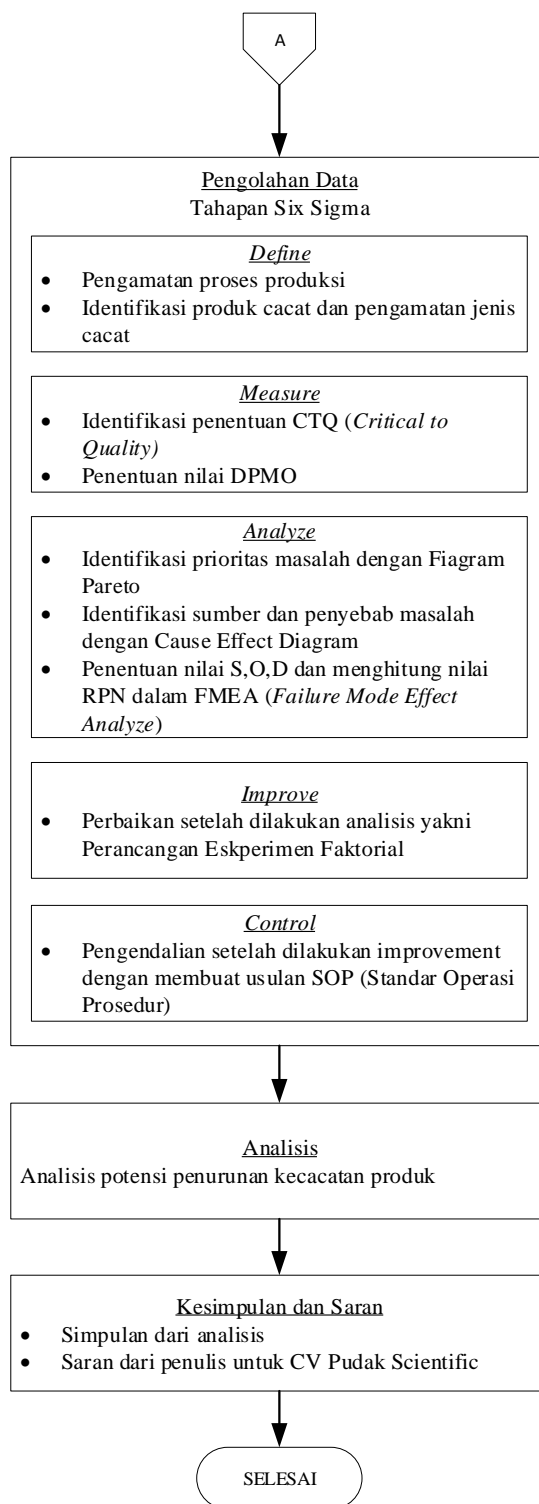 A
Pengolahan Data
Tahapan Six Sigma
Define
• Pengamatan proses produksi
• Identifikasi produk cacat dan pengamatan jenis
cacat
Measure
• Identifikasi penentuan CTQ (Critical to
Quality)
• Penentuan nilai DPMO
Analyze
• Identifikasi prioritas masalah dengan Fiagram
Pareto
• Identifikasi sumber dan penyebab masalah
dengan Cause Effect Diagram
• Penentuan nilai S,O,D dan menghitung nilai
RPN dalam FMEA (Failure Mode Effect
Analyze)
Improve
• Perbaikan setelah dilakukan analisis yakni
Perancangan Eskperimen Faktorial
Control
• Pengendalian setelah dilakukan improvement
dengan membuat usulan SOP (Standar Operasi
Prosedur)
Analisis
Analisis potensi penurunan kecacatan produk
Kesimpulan dan Saran
• Simpulan dari analisis
• Saran dari penulis untuk CV Pudak Scientific
SELESAI